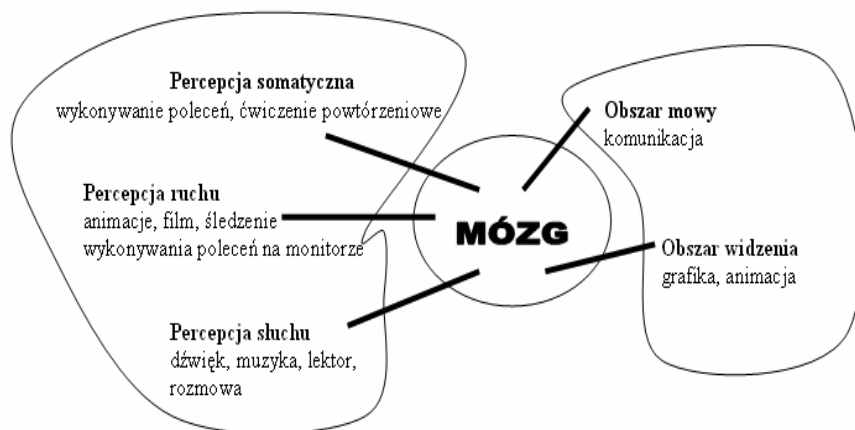 Percepcja somatyczna
wykonywanie poleceń, ćwiczenie powtórzeniowe
Percepcja ruchu
animacje, film, śledzenie
wykonywania poleceń na monitorze
Percepcja słuchu
dźwięk, muzyka, lektor,
rozmowa
MÓZG
Obszar mowy
komunikacja
Obszar widzenia
grafika, animacja